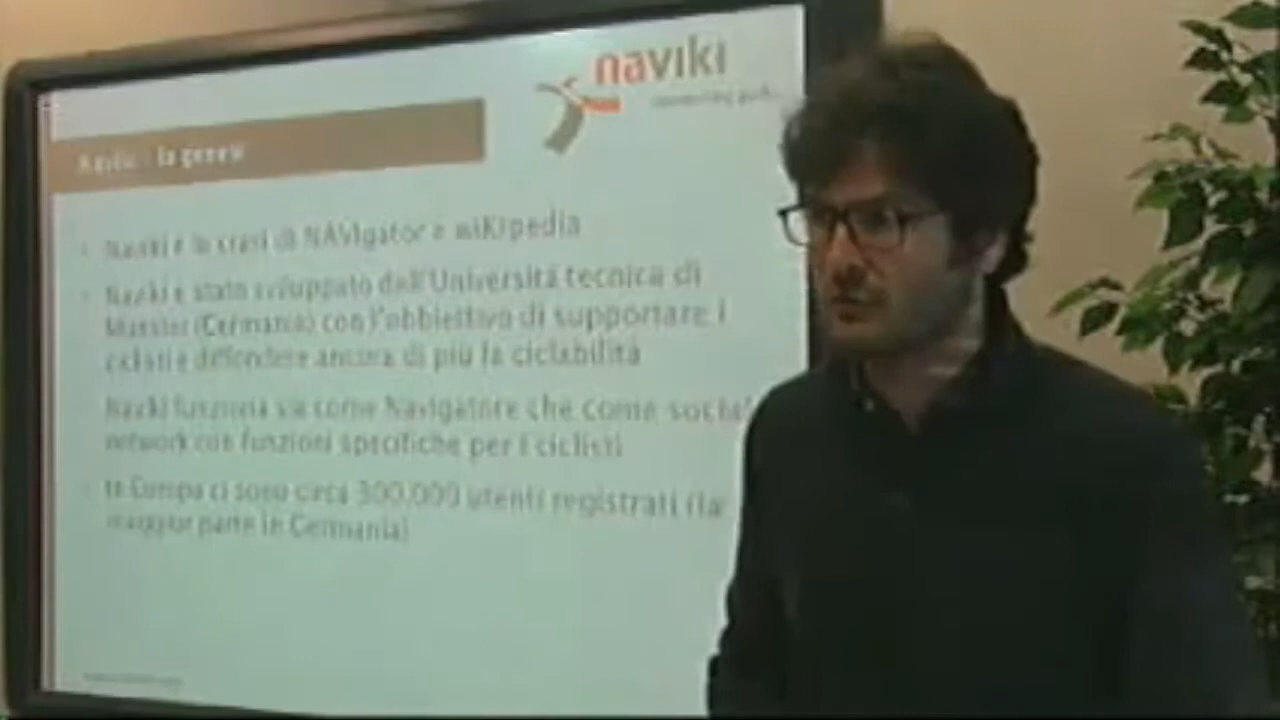 naviki
Naviki - la genesi
Naviki è la crasi di NAVIgator e wiKIpedia
Naviki è stato sviluppato dall'Università tecnica di
Münster (Germania) con l'obbiettivo di supportare i
ciclisti e diffondere ancora di più la ciclabilità
Naviki funziona sia come Navigatore che come social
network con funzioni specifiche per i ciclisti
In Europa ci sono circa 300.000 utenti registrati (la
maggior parte in Germania)